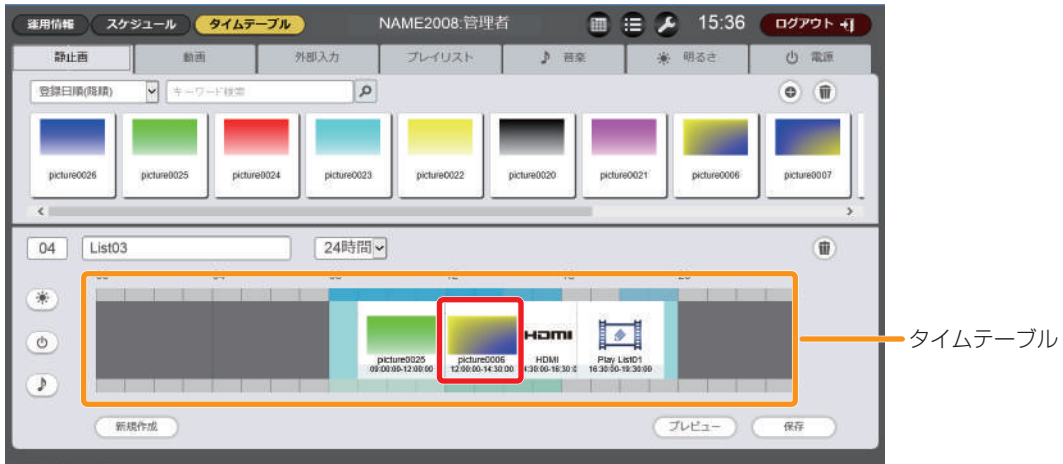 運用情報 スケジュール タイムテーブル NAME2008:管理者 15:36 ログアウト
静止画 動画 外部入力 プレイリスト 音楽 明るさ 電源
登録日順(降順) キーワード検索
picture0026 picture0025 picture0024 picture0023 picture0022 picture0020 picture0021 picture0006 picture0007
04 List03 24時間
HDMI
picture0025 picture0006 HDMI Play List01
09:00:00-12:00:00 12:00:00-14:30:00 16:30:00-19:30:00
タイムテーブル
新規作成 プレビュー 保存